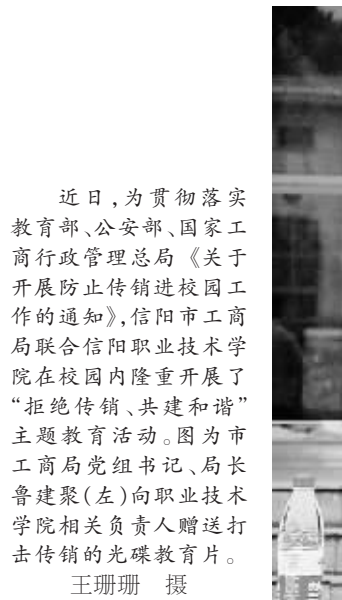 近日,为贯彻落实
教育部、公安部、国家工
商行政管理总局《关于
开展防止传销进校园工
作的通知》,信阳市工商
局联合信阳职业技术学
院在校园内隆重开展了
“拒绝传销、共建和谐”
主题教育活动。图为市
工商局党组书记、局长
鲁建聚(左)向职业技术
学院相关负责人赠送打
击传销的光碟教育片。
王珊珊 摄